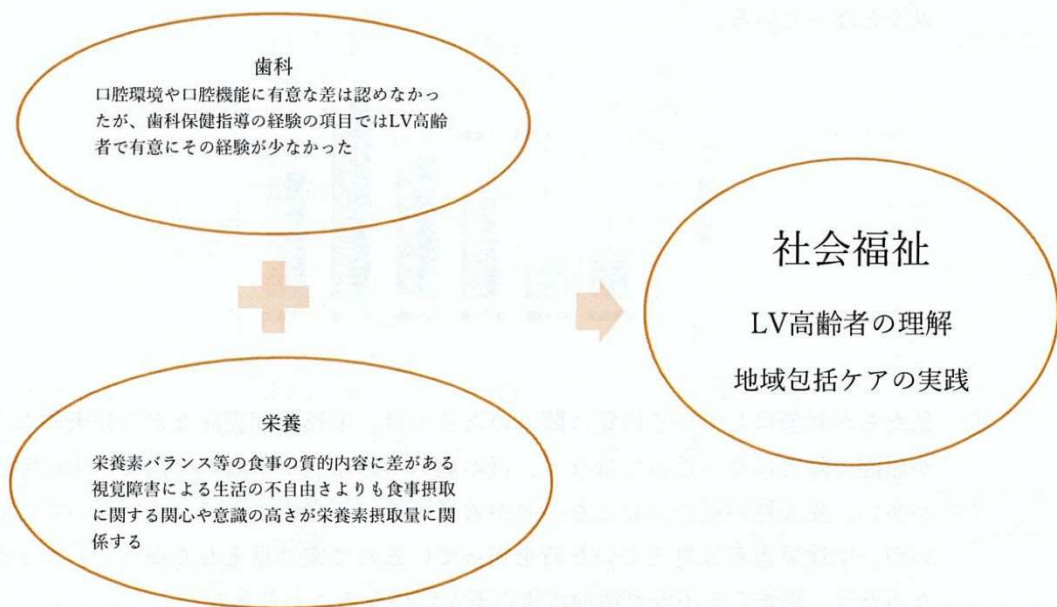 歯科
口腔環境や口腔機能に有意な差は認めなかっ
たが、歯科保健指導の経験の項目ではLV高齢
者で有意にその経験が少なかった
社会福祉
LV高齢者の理解
地域包括ケアの実践
栄養
栄養素バランス等の食事の質的内容に差がある
視覚障害による生活の不自由さよりも食事摂取
に関する関心や意識の高さが栄養素摂取量に関
係する